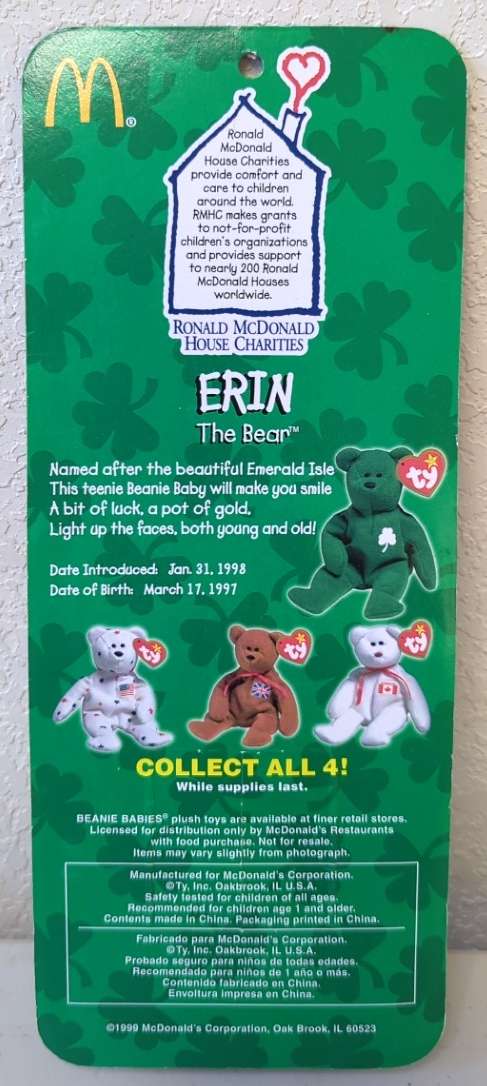 Ronald
McDonald
House Charities
provide comfort and
care to children
around the world.
RMHC makes grants
to not-for-profit
children's organizations
and provides support
to nearly 200 Ronald
McDonald Houses
worldwide.
RONALD MCDONALD
HOUSE CHARITIES
ERIN
The Bear™
Named after the beautiful Emerald Isle
This teenie Beanie Baby will make you smile
A bit of luck, a pot of gold,
Light up the faces, both young and old!
Date Introduced: Jan. 31, 1998
Date of Birth: March 17, 1997
ty
ty
ty
ty
COLLECT ALL 4!
While supplies last.
BEANIE BABIES® plush toys are available at finer retail stores.
Licensed for distribution only by McDonald's Restaurants
with food purchase. Not for resale.
Items may vary slightly from photograph.
Manufactured for McDonald's Corporation.
©Ty, Inc. Oakbrook, IL U.S.A.
Safety tested for children of all ages.
Recommended for children age 1 and older.
Contents made in China. Packaging printed in China.
Fabricado para McDonald's Corporation.
©Ty, Inc. Oakbrook, IL U.S.A.
Probado seguro para niños de todas edades.
Recomendado para niños de 1 año o más.
Contenido fabricado en China.
Envoltura impresa en China.
©1999 McDonald's Corporation, Oak Brook, IL 60523